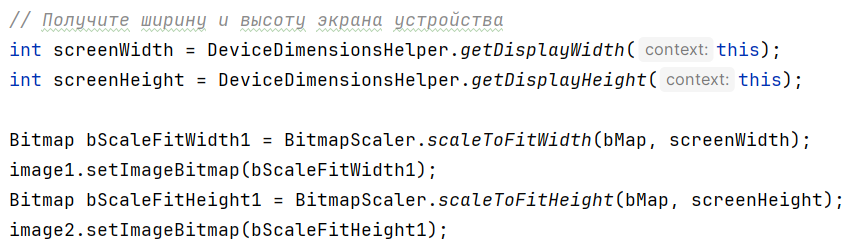 // Получите ширину и высоту экрана устройства
int screenWidth = DeviceDimensionsHelper.getDisplayWidth( context: this);
int screenHeight = DeviceDimensionsHelper.getDisplayHeight( context: this);
Bitmap bScaleFitWidth1 = BitmapScaler.scaleToFitWidth(bMap, screenWidth);
image1.setImageBitmap(bScaleFitWidth1);
Bitmap bScaleFitHeight1 = BitmapScaler.scaleToFitHeight(bMap, screenHeight);
image2.setImageBitmap(bScaleFitHeight1);